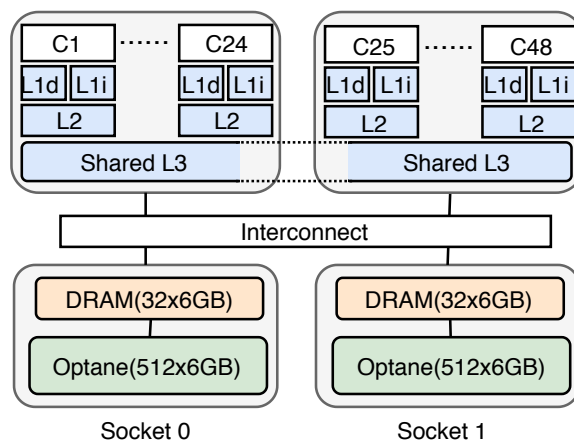 C1 ...... C24
L1d L1i L1d L1i
L2 L2
Shared L3
C25 ...... C48
L1d L1i L1d L1i
L2 L2
Shared L3
Interconnect
DRAM(32x6GB)
Optane(512x6GB)
Socket 0
DRAM(32x6GB)
Optane(512x6GB)
Socket 1